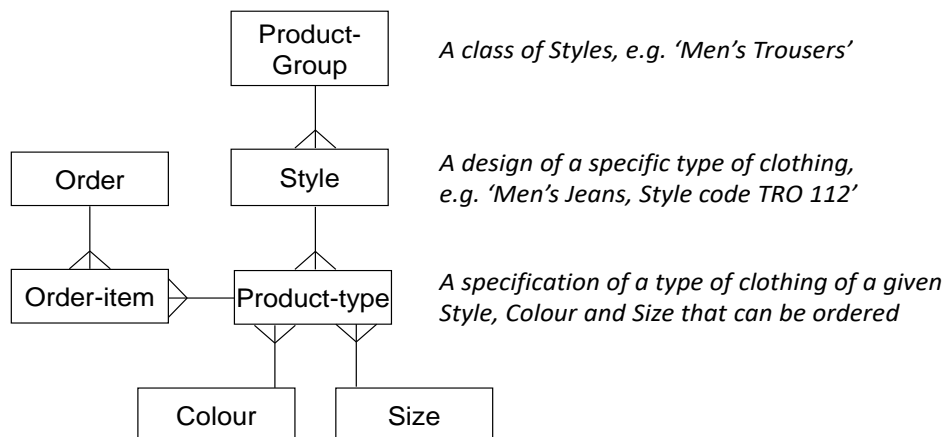 Product-
Group
A class of Styles, e.g. ‘Men’s Trousers’
Order
Style
A design of a specific type of clothing,
e.g. ‘Men’s Jeans, Style code TRO 112’
Order-item
Product-type
A specification of a type of clothing of a given
Style, Colour and Size that can be ordered
Colour
Size